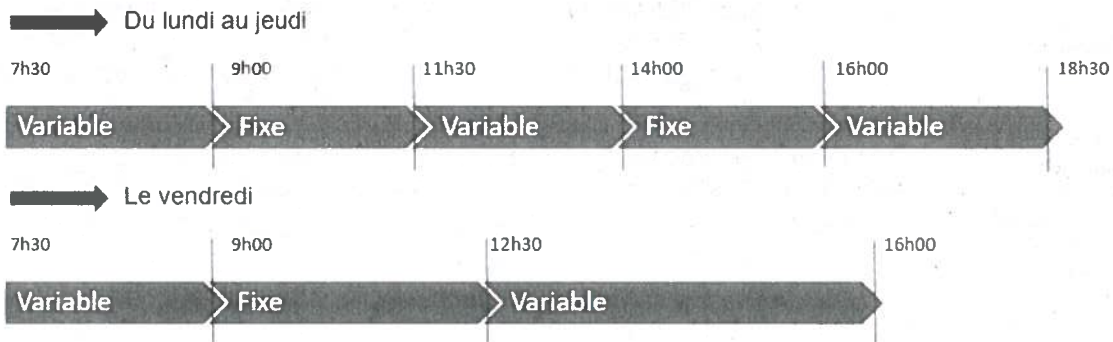 Du lundi au jeudi
7h30 9h00 11h30 14h00 16h00 18h30
Variable Fixe Variable Fixe Variable
Le vendredi
7h30 9h00 12h30 16h00
Variable Fixe Variable